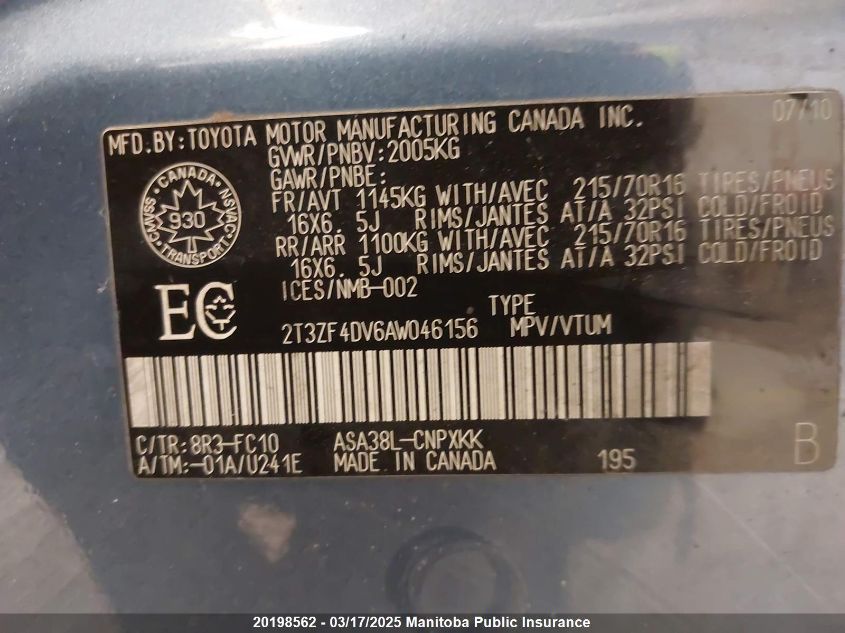 07/10
MFD.BY:TOYOTA MOTOR MANUFACTURING CANADA INC.
GVWR/PNBV:2005KG
GAWR/PNBE:
FR/AVT 1145KG WITH/AVEC 215/70R16 TIRES/PNEUS
16X6. 5J RIMS/JANTES AT/A 32PSI COLD/FROID
RR/ARR 1100KG WITH/AVEC 215/70R16 TIRES/PNEUS
16X6. 5J RIMS/JANTES AT/A 32PSI COLD/FROID
ICES/NMB-002
CANADA
CMVSS NSVAC
930
TRANSPORT
EC
TYPE
2T3ZF4DV6AW046156 MPV/VTUM
C/TR:8R3-FC10 ASA38L-CNPXKK
A/TM:-01A/U241E MADE IN CANADA 195 B
20198562 - 03/17/2025 Manitoba Public Insurance